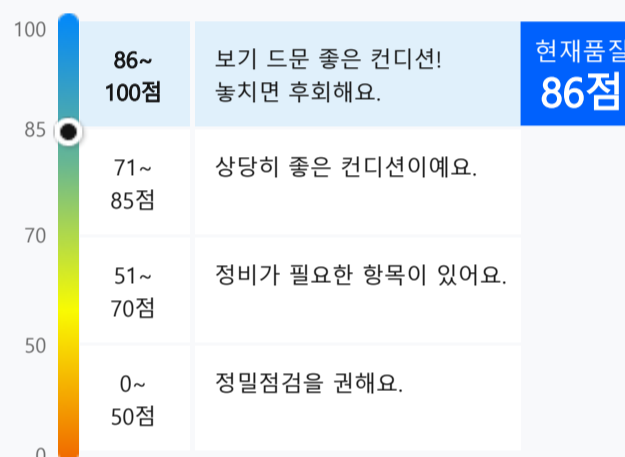 100
86~
100점
보기 드문 좋은 컨디션!
놓치면 후회해요.
현재품질
86점
85
71~
85점
상당히 좋은 컨디션이예요.
70
51~
70점
정비가 필요한 항목이 있어요.
50
0~
50점
정밀점검을 권해요.
0